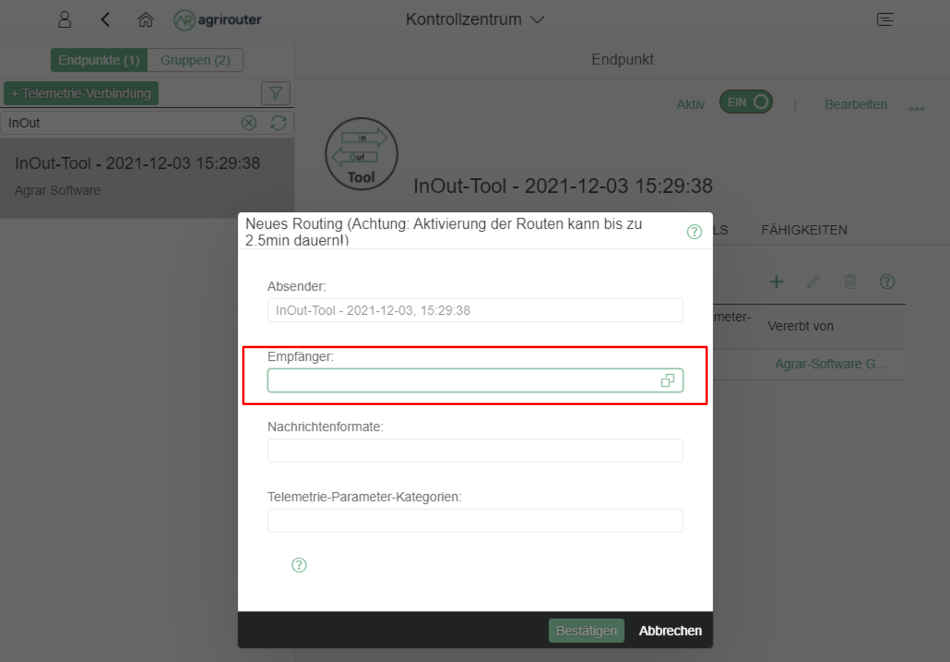 agrirouter
Kontrollzentrum
Endpunkte (1) Gruppen (2)
+ Telemetrie-Verbindung
InOut
InOut-Tool - 2021-12-03 15:29:38
Agrar Software
Endpunkt
Aktiv EIN | Bearbeiten ...
In
Out
Tool
InOut-Tool - 2021-12-03 15:29:38
LS FÄHIGKEITEN
meter-
Vererbt von
Agrar-Software G...
Neues Routing (Achtung: Aktivierung der Routen kann bis zu
2.5min dauern!)
Absender:
InOut-Tool - 2021-12-03, 15:29:38
Empfänger:
Nachrichtenformate:
Telemetrie-Parameter-Kategorien:
Bestätigen Abbrechen